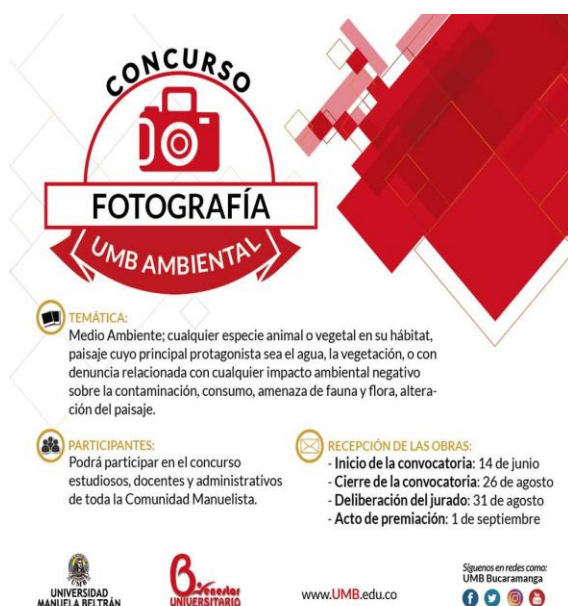 CONCURSO
FOTOGRAFÍA
UMB AMBIENTAL
TEMÁTICA:
Medio Ambiente; cualquier especie animal o vegetal en su hábitat,
paisaje cuyo principal protagonista sea el agua, la vegetación, o con
denuncia relacionada con cualquier impacto ambiental negativo
sobre la contaminación, consumo, amenaza de fauna y flora, altera-
ción del paisaje.
PARTICIPANTES:
Podrá participar en el concurso
estudiosos, docentes y administrativos
de toda la Comunidad Manuelista.
RECEPCIÓN DE LAS OBRAS:
- Inicio de la convocatoria: 14 de junio
- Cierre de la convocatoria: 26 de agosto
- Deliberación del jurado: 31 de agosto
- Acto de premiación: 1 de septiembre
UMB
UNIVERSIDAD
MANUELA BELTRÁN
Bienestar
UNIVERSITARIO
www.UMB.edu.co
Síguenos en redes como:
UMB Bucaramanga